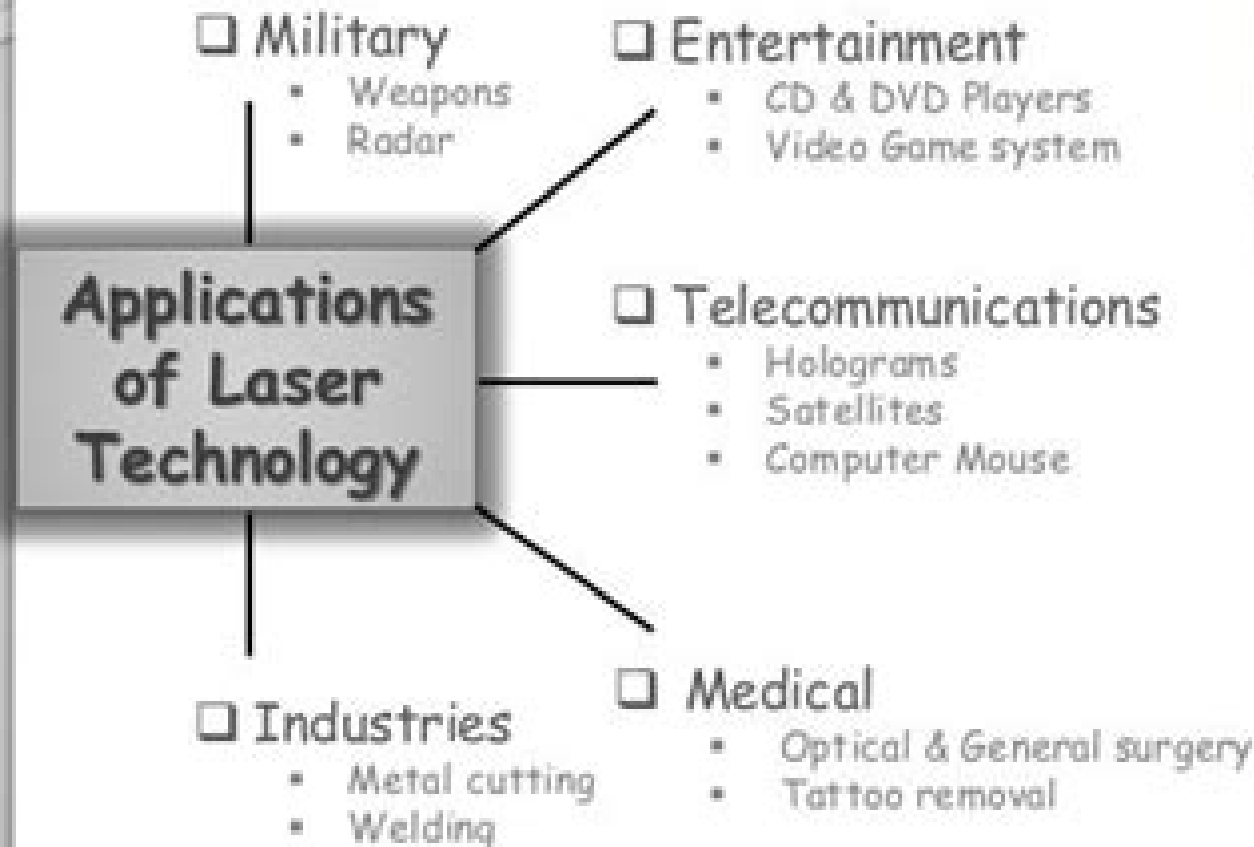 ❑ Military
• Weapons
• Radar
❑ Entertainment
• CD & DVD Players
• Video Game system
Applications
of Laser
Technology
❑ Telecommunications
• Holograms
• Satellites
• Computer Mouse
❑ Industries
• Metal cutting
• Welding
❑ Medical
• Optical & General surgery
• Tattoo removal